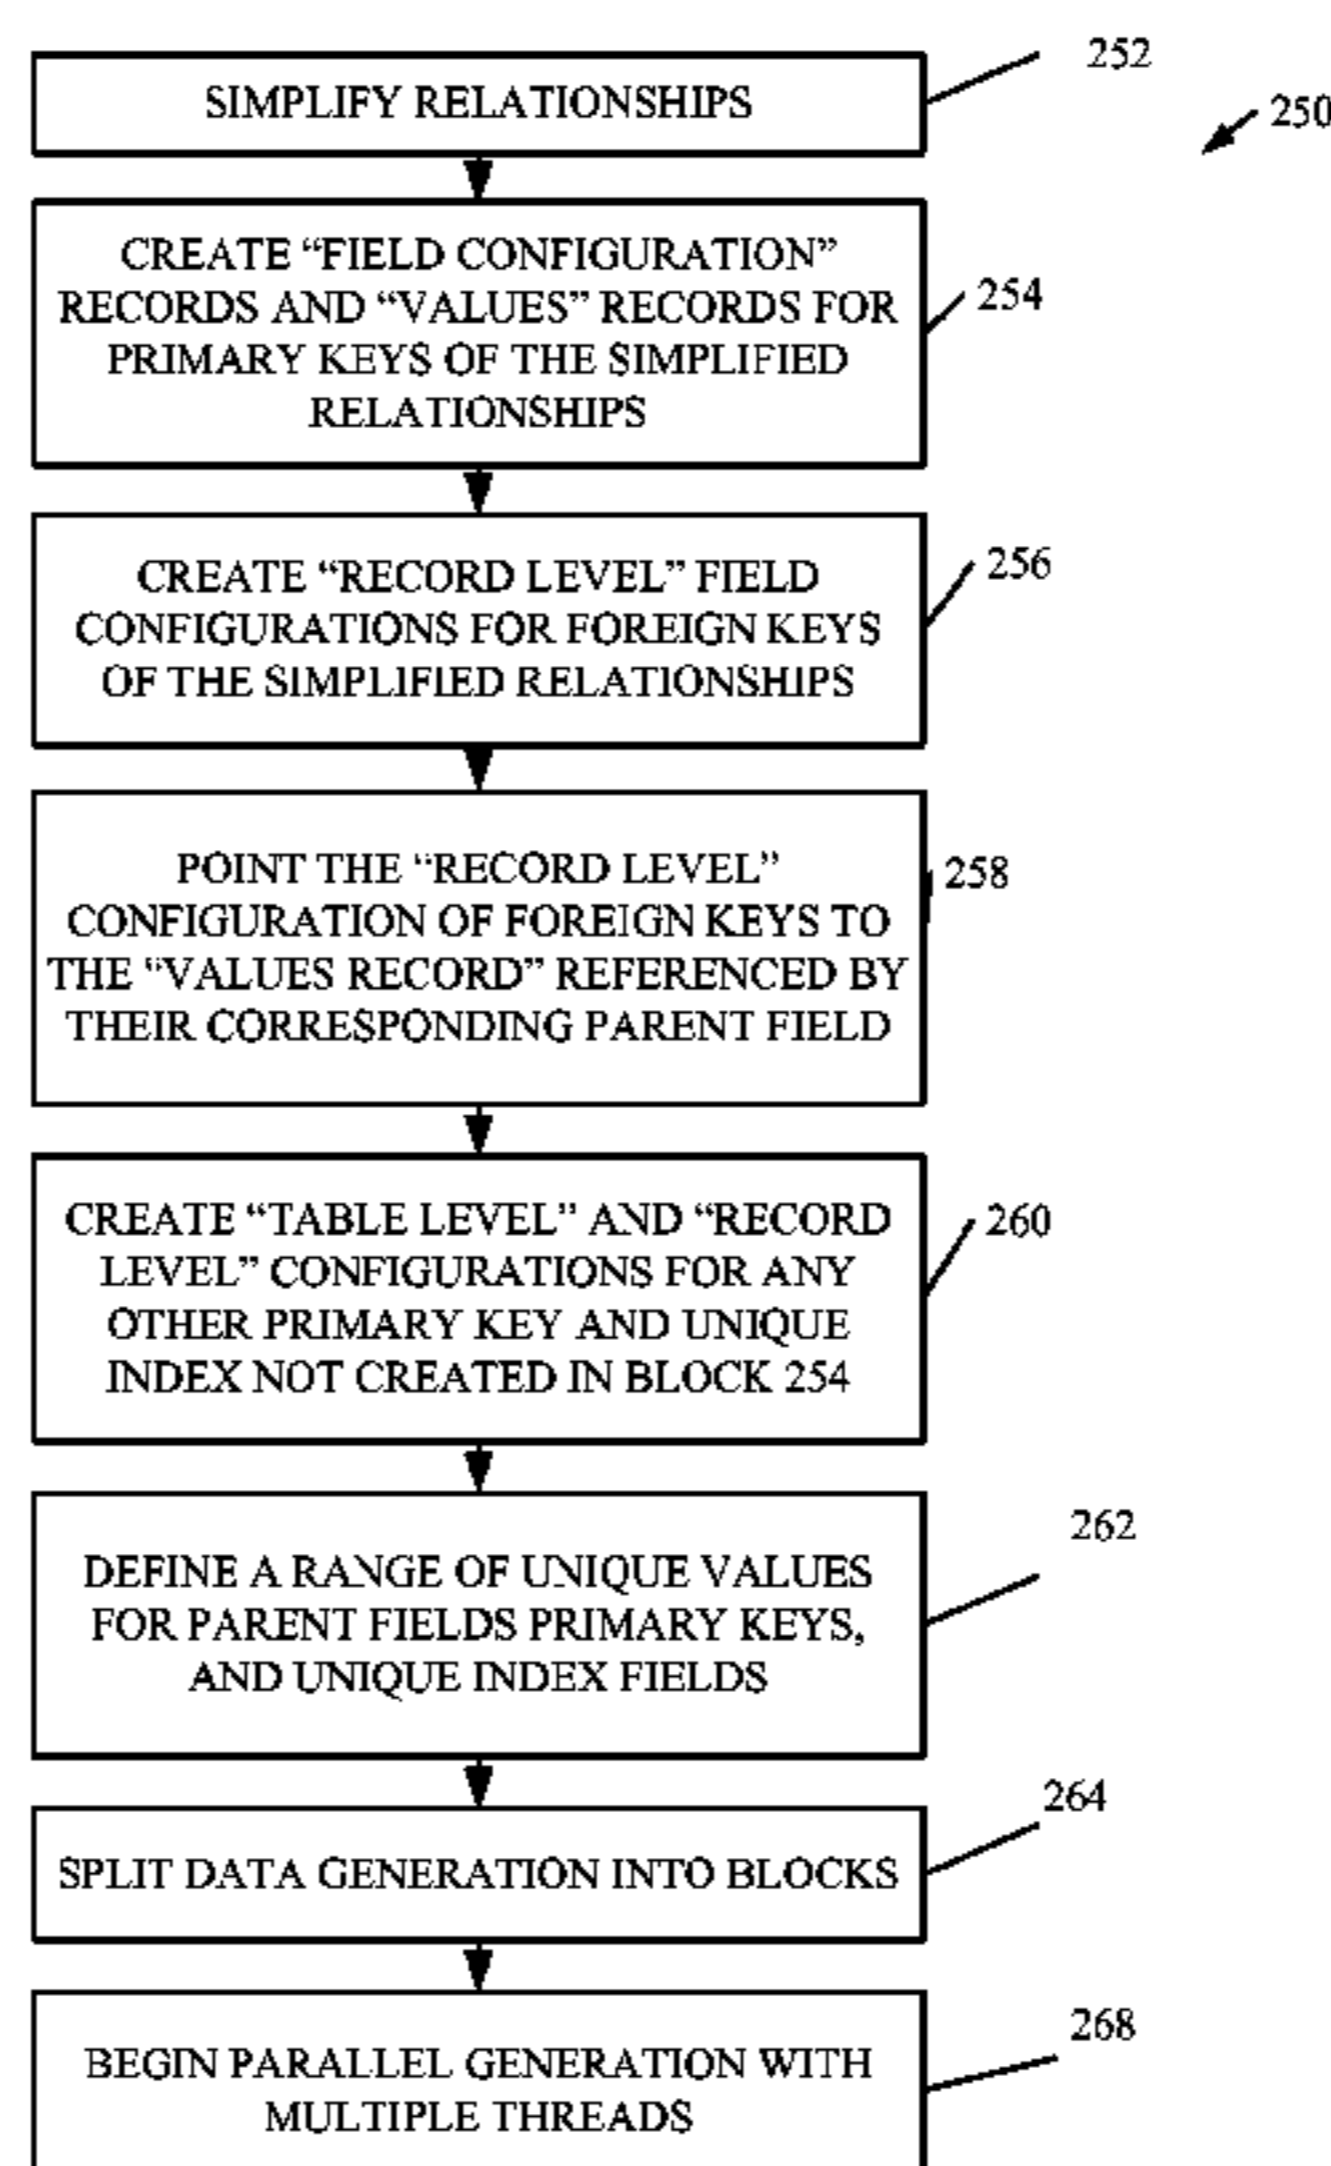 252
SIMPLIFY RELATIONSHIPS
250
CREATE “FIELD CONFIGURATION”
RECORDS AND “VALUES” RECORDS FOR
PRIMARY KEYS OF THE SIMPLIFIED
RELATIONSHIPS
254
CREATE “RECORD LEVEL” FIELD
CONFIGURATIONS FOR FOREIGN KEYS
OF THE SIMPLIFIED RELATIONSHIPS
256
POINT THE “RECORD LEVEL”
CONFIGURATION OF FOREIGN KEYS TO
THE “VALUES RECORD” REFERENCED BY
THEIR CORRESPONDING PARENT FIELD
258
CREATE “TABLE LEVEL” AND “RECORD
LEVEL” CONFIGURATIONS FOR ANY
OTHER PRIMARY KEY AND UNIQUE
INDEX NOT CREATED IN BLOCK 254
260
DEFINE A RANGE OF UNIQUE VALUES
FOR PARENT FIELDS PRIMARY KEYS,
AND UNIQUE INDEX FIELDS
262
SPLIT DATA GENERATION INTO BLOCKS
264
BEGIN PARALLEL GENERATION WITH
MULTIPLE THREADS
268